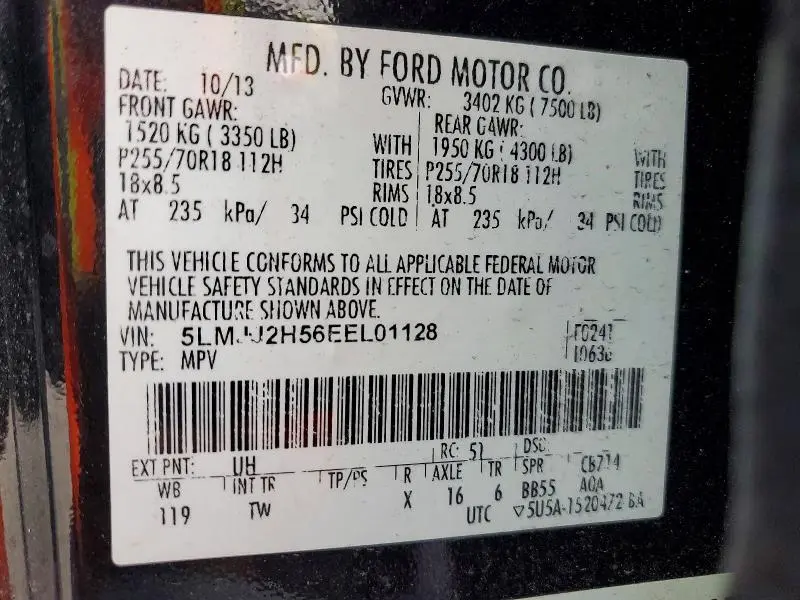 MFD. BY FORD MOTOR CO.
DATE: 10/13 GVWR: 3402 KG ( 7500 LB)
FRONT GAWR: REAR GAWR:
1520 KG ( 3350 LB) WITH 1950 KG ( 4300 LB) WITH
P255/70R18 112H TIRES P255/70R18 112H TIRES
18x8.5 RIMS 18x8.5 RIMS
AT 235 kPa/ 34 PSI COLD AT 235 kPa/ 34 PSI COLD
THIS VEHICLE CONFORMS TO ALL APPLICABLE FEDERAL MOTOR
VEHICLE SAFETY STANDARDS IN EFFECT ON THE DATE OF
MANUFACTURE SHOWN ABOVE.
VIN: 5LMJJ2H56EEL01128 F0241
TYPE: MPV
RC: 51 DSO:
EXT PNT: UH
WB INT TR TP/PS R AXLE TR SPR
119 TW X 16 6 BB55 AOA
UTC ▽5U5A-1520472-BA